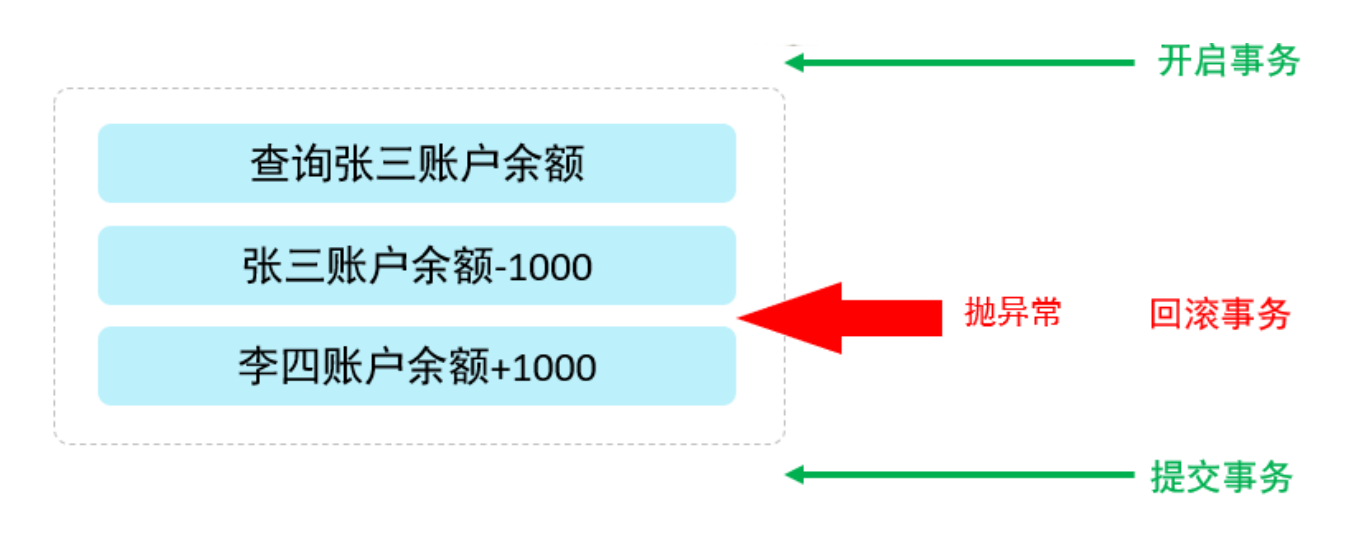 开启事务
查询张三账户余额
张三账户余额-1000
抛异常 回滚事务
李四账户余额+1000
提交事务